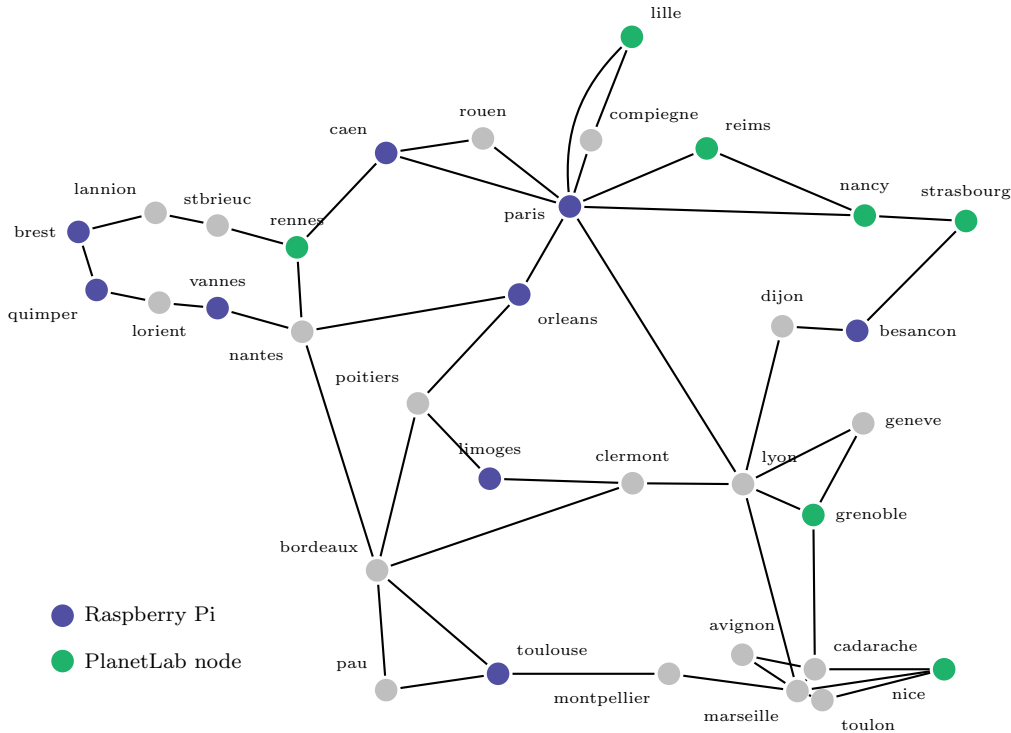 lille
rouen
compiegne
caen
reims
lannion
stbrieuc
nancy
strasbourg
rennes
paris
brest
vannes
quimper
lorient
nantes
orleans
dijon
besancon
poitiers
geneve
limoges
clermont
lyon
grenoble
bordeaux
Raspberry Pi
avignon
cadarache
PlanetLab node
pau
toulouse
montpellier
nice
marseille
toulon